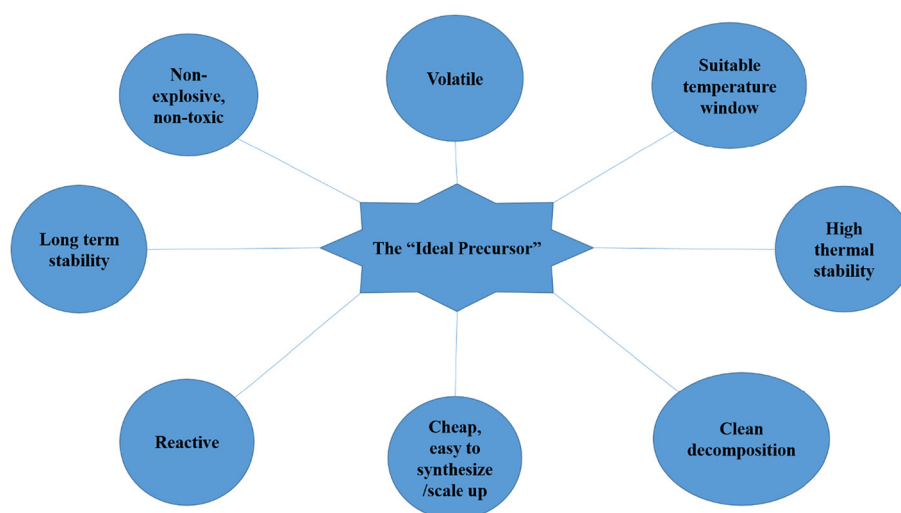 Non-
explosive,
non-toxic
Volatile
Suitable
temperature
window
Long term
stability
The “Ideal Precursor”
High
thermal
stability
Reactive
Cheap,
easy to
synthesize
/scale up
Clean
decomposition